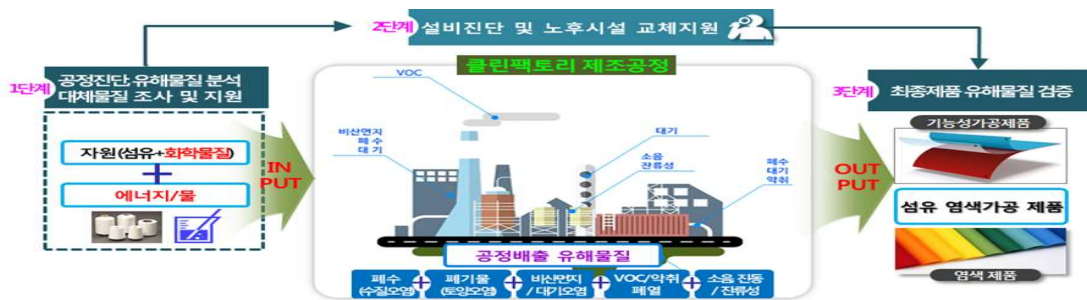 2단계 설비진단 및 노후시설 교체지원
1단계 공정진단,유해물질 분석
대체물질 조사 및 지원
자원(섬유+화학물질)
+
에너지/물
IN
PUT
클린팩토리 제조공정
VOC
비산먼지
폐 수
대 기
대기
소음
잔류성
폐수
대기
악취
공정배출 유해물질
폐수
(수질오염)
+
폐기물
(토양오염)
+
비산먼지
/ 대기오염
+
VOC/악취
폐열
+
소음 진동
/ 잔류성
OUT
PUT
3단계 최종제품 유해물질 검증
기능성가공제품
섬유 염색가공 제품
염색 제품